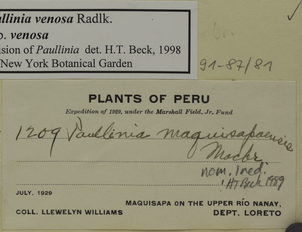 llinia venosa Radlk.
p. venosa
sion of Paullinia det. H.T. Beck, 1998
New York Botanical Garden
91-87/81
PLANTS OF PERU
Expedition of 1929, under the Marshall Field, Jr. Fund
1209 Paullinia maquisapaensis
Macbr.
nom. ined.
! HT Beck 1989
JULY, 1929
MAQUISAPA ON THE UPPER RÍO NANAY,
COLL. LLEWELYN WILLIAMS DEPT. LORETO